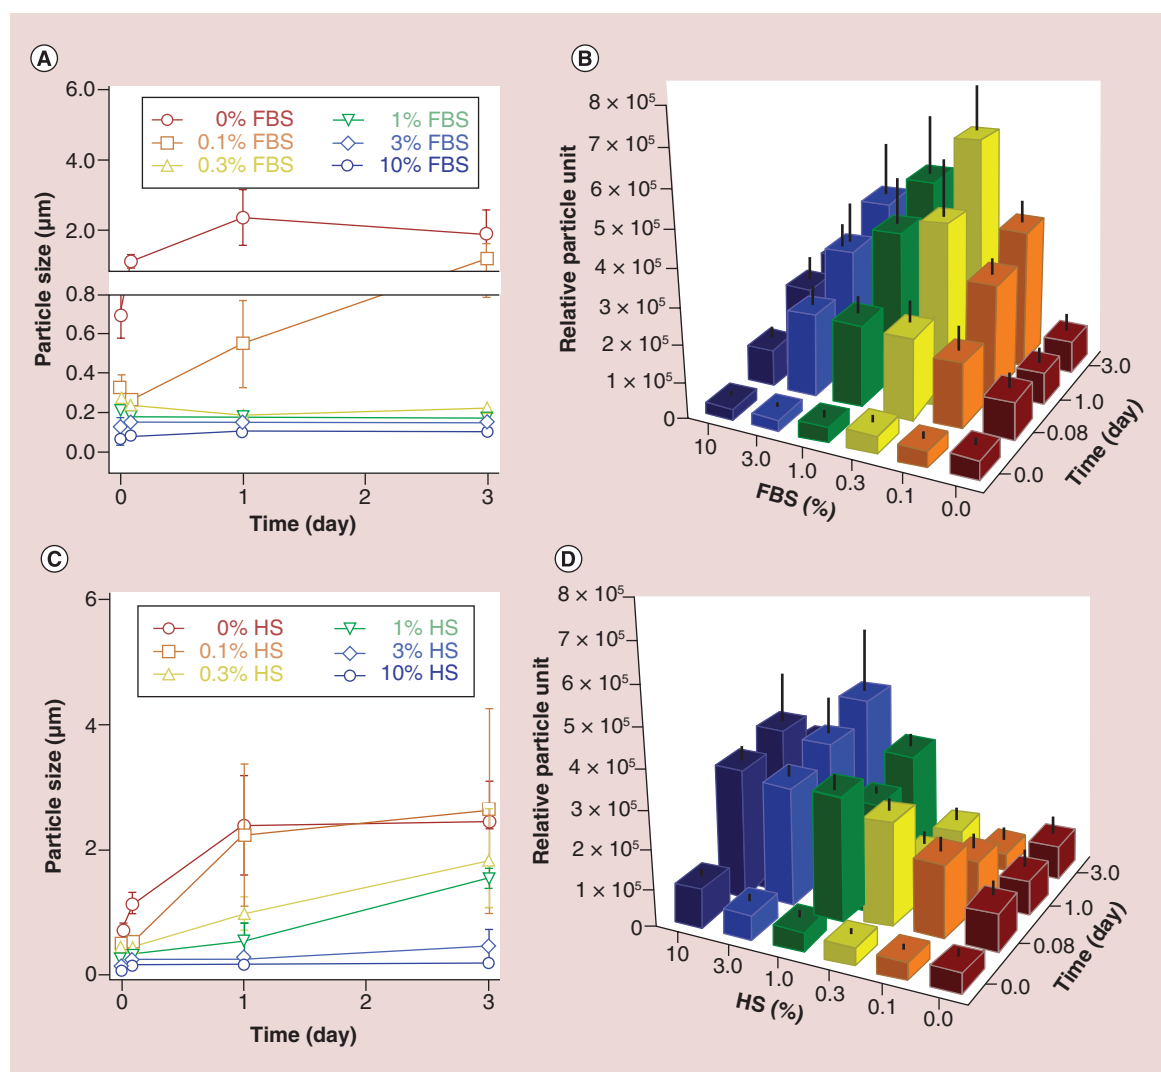 A
6.0
4.0
2.0
0.8
0.6
0.4
0.2
0.0
Particle size (µm)
0% FBS
0.1% FBS
0.3% FBS
1% FBS
3% FBS
10% FBS
0 1 2 3
Time (day)
B
8 × 10⁵
7 × 10⁵
6 × 10⁵
5 × 10⁵
4 × 10⁵
3 × 10⁵
2 × 10⁵
1 × 10⁵
0
Relative particle unit
10 3.0 1.0 0.3 0.1 0.0
FBS (%)
3.0
1.0
0.08
0.0
Time (day)
C
6
4
2
0
Particle size (µm)
0% HS
0.1% HS
0.3% HS
1% HS
3% HS
10% HS
0 1 2 3
Time (day)
D
8 × 10⁵
7 × 10⁵
6 × 10⁵
5 × 10⁵
4 × 10⁵
3 × 10⁵
2 × 10⁵
1 × 10⁵
0
Relative particle unit
10 3.0 1.0 0.3 0.1 0.0
HS (%)
3.0
1.0
0.08
0.0
Time (day)